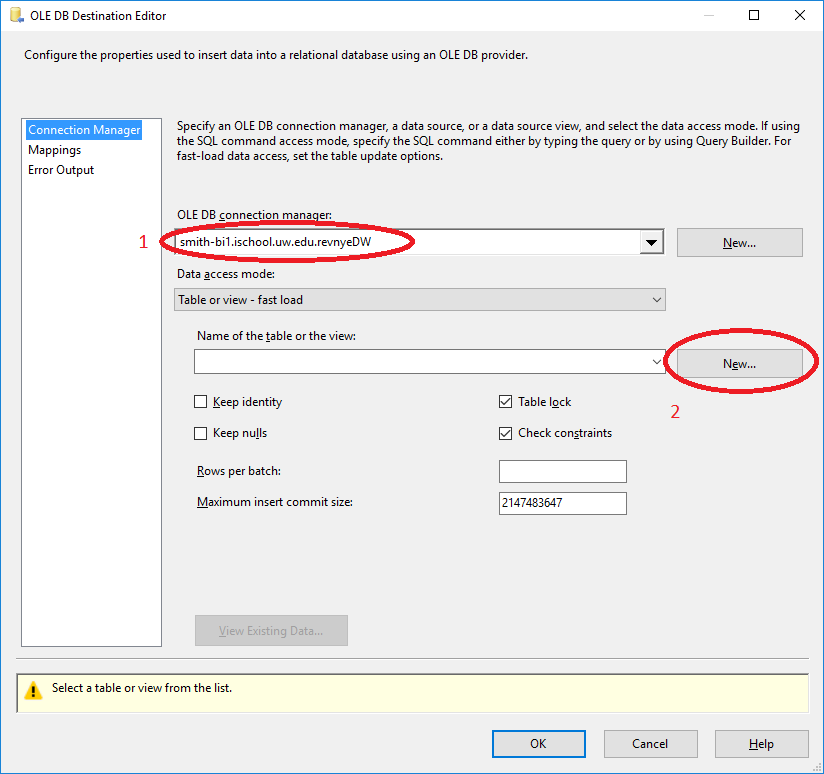 OLE DB Destination Editor
Configure the properties used to insert data into a relational database using an OLE DB provider.
Connection Manager
Mappings
Error Output
Specify an OLE DB connection manager, a data source, or a data source view, and select the data access mode. If using
the SQL command access mode, specify the SQL command either by typing the query or by using Query Builder. For
fast-load data access, set the table update options.
OLE DB connection manager:
1
smith-bi1.ischool.uw.edu.revnyeDW
New...
Data access mode:
Table or view - fast load
Name of the table or the view:
New...
2
Keep identity
Table lock
Keep nulls
Check constraints
Rows per batch:
Maximum insert commit size:
2147483647
View Existing Data...
Select a table or view from the list.
OK
Cancel
Help